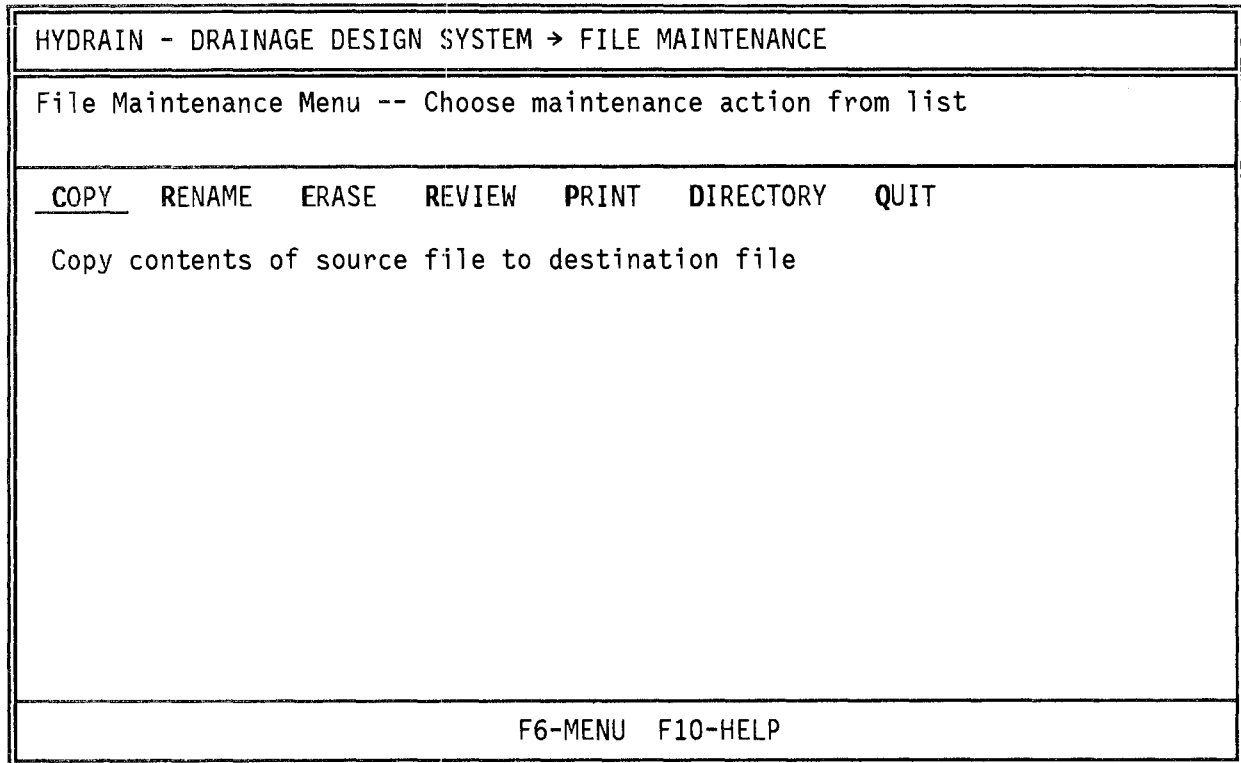 HYDRAIN - DRAINAGE DESIGN SYSTEM → FILE MAINTENANCE
File Maintenance Menu -- Choose maintenance action from list
COPY RENAME ERASE REVIEW PRINT DIRECTORY QUIT
Copy contents of source file to destination file
F6-MENU F10-HELP